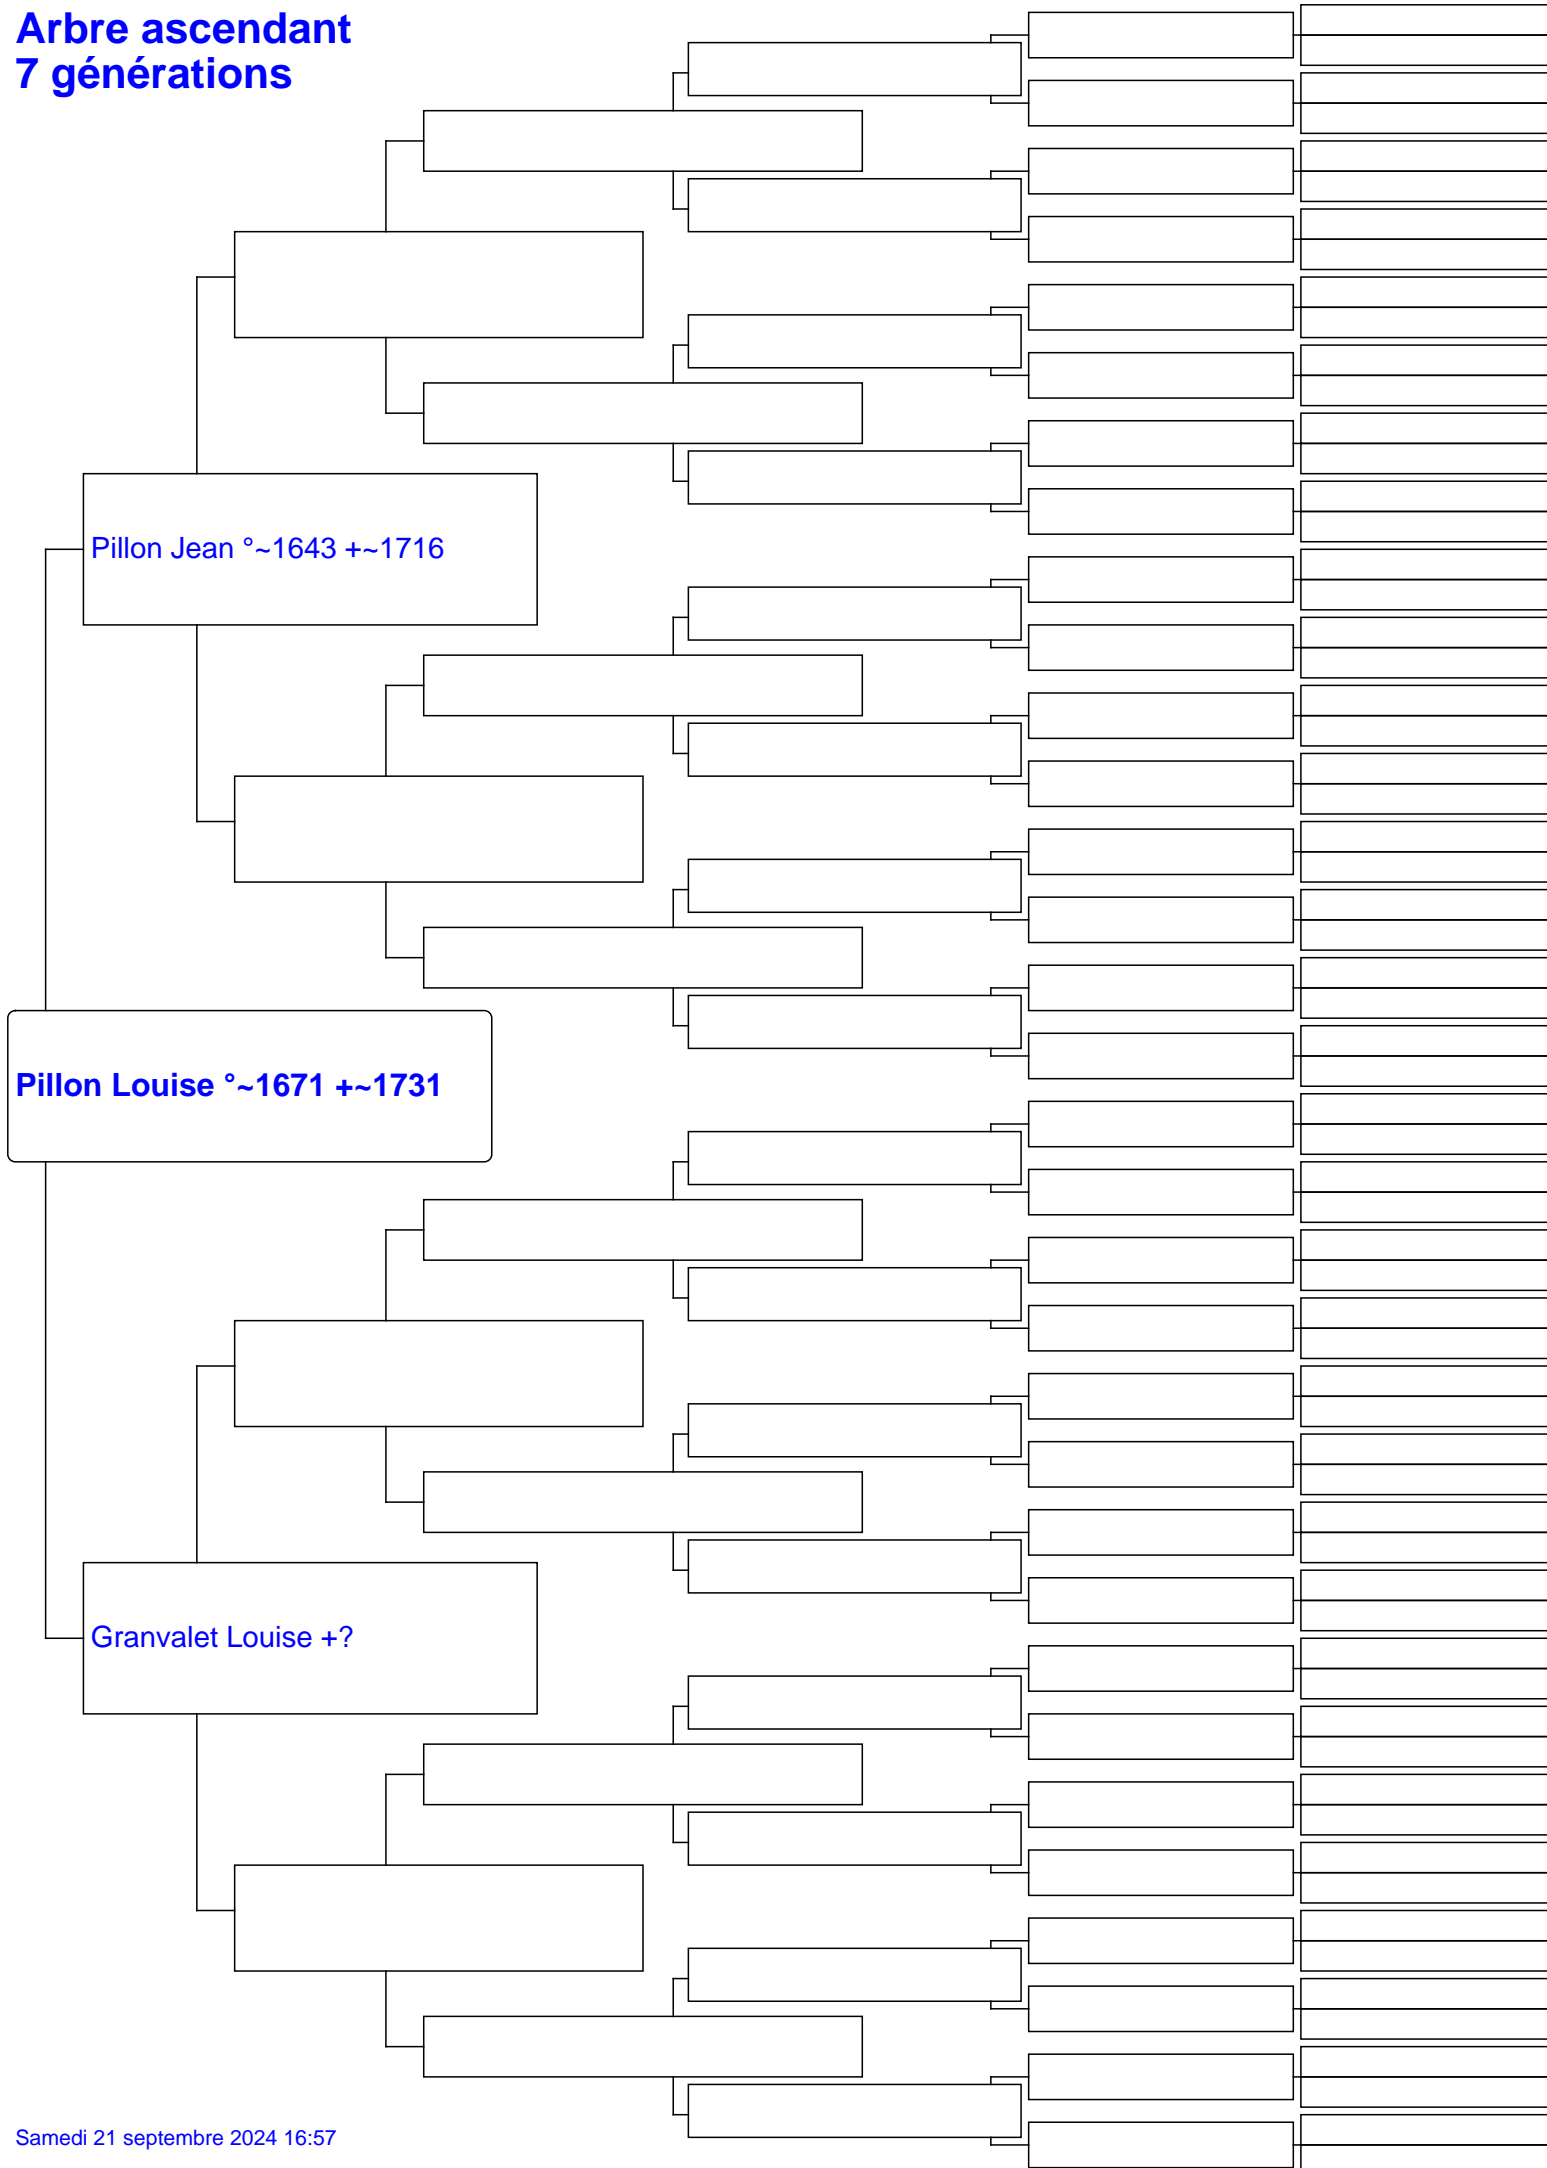 Arbre ascendant
7 générations
Pillon Jean °~1643 +~1716
Pillon Louise °~1671 +~1731
Granvalet Louise +?
Samedi 21 septembre 2024 16:57